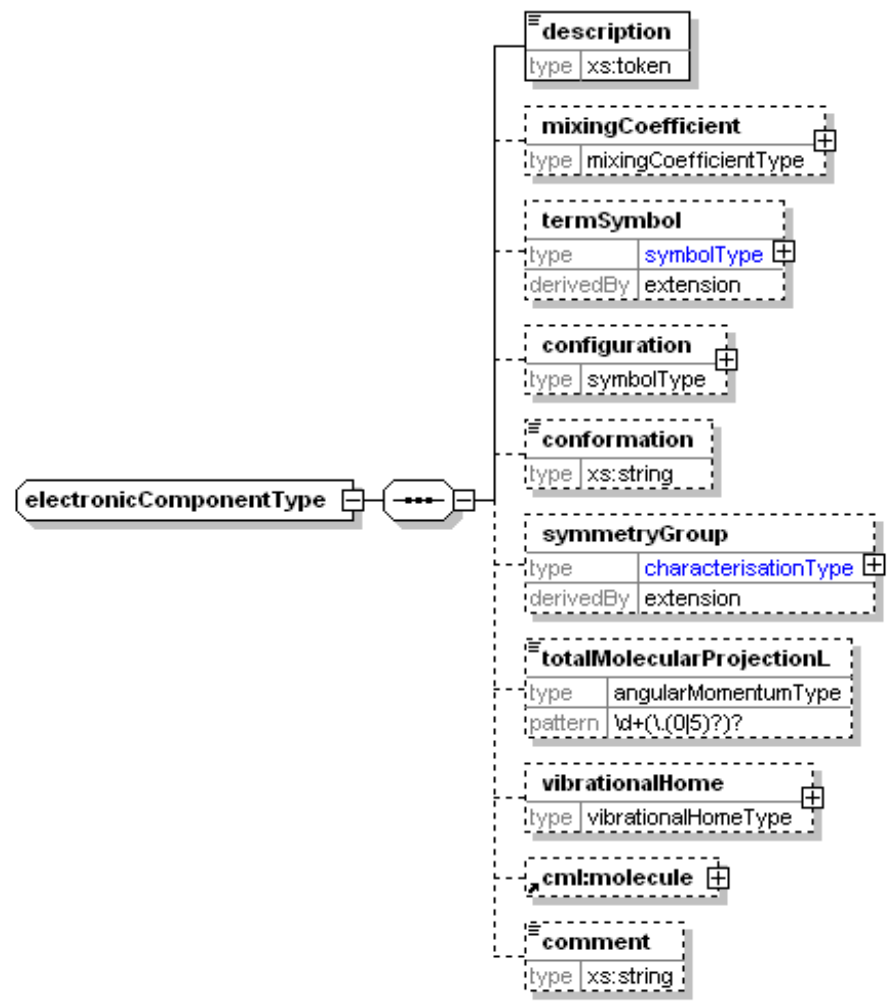 description
type xs:token
mixingCoefficient
type mixingCoefficientType
termSymbol
type symbolType
derivedBy extension
configuration
type symbolType
conformation
type xs:string
electronicComponentType
symmetryGroup
type characterisationType
derivedBy extension
totalMolecularProjectionL
type angularMomentumType
pattern \d+(\.(0|5)?)?
vibrationalHome
type vibrationalHomeType
cml:molecule
comment
type xs:string